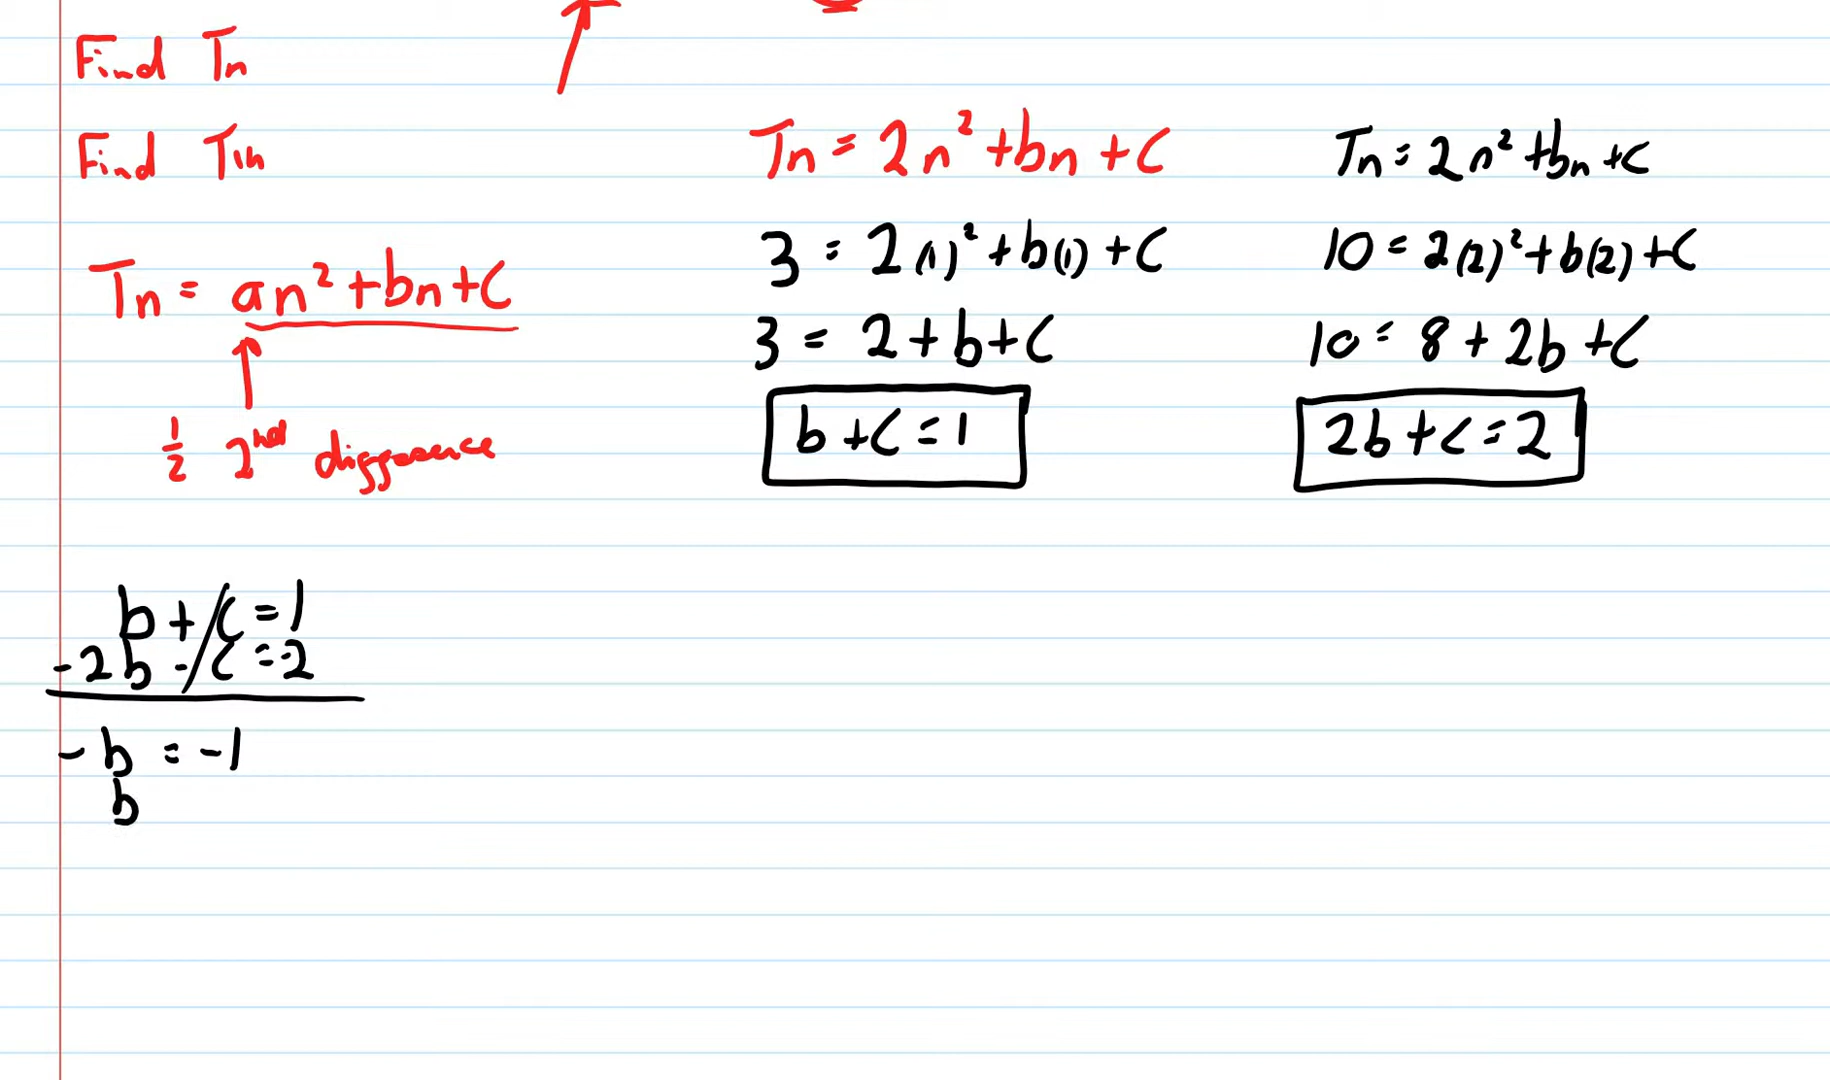 Find Tn
Find T10
Tn = an² + bn + c
½ 2nd difference
Tn = 2n² + bn + c
3 = 2(1)² + b(1) + c
3 = 2 + b + c
b + c = 1
Tn = 2n² + bn + c
10 = 2(2)² + b(2) + c
10 = 8 + 2b + c
2b + c = 2
b + c = 1
-2b - c = -2
-b = -1
b